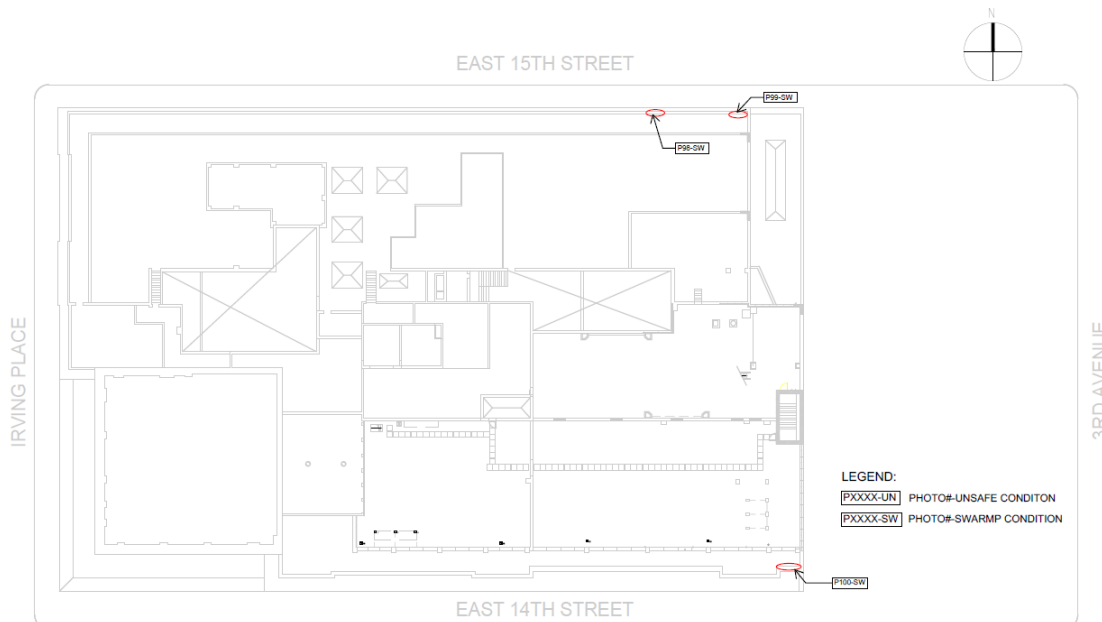 N
EAST 15TH STREET
P99-SW
P98-SW
IRVING PLACE
3RD AVENUE
LEGEND:
PXXXX-UN PHOTO#-UNSAFE CONDITON
PXXXX-SW PHOTO#-SWARMP CONDITION
P100-SW
EAST 14TH STREET